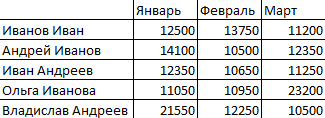 Январь Февраль Март
Иванов Иван 12500 13750 11200
Андрей Иванов 14100 10500 12350
Иван Андреев 12350 10650 11250
Ольга Иванова 11050 10950 23200
Владислав Андреев 21550 12250 10500